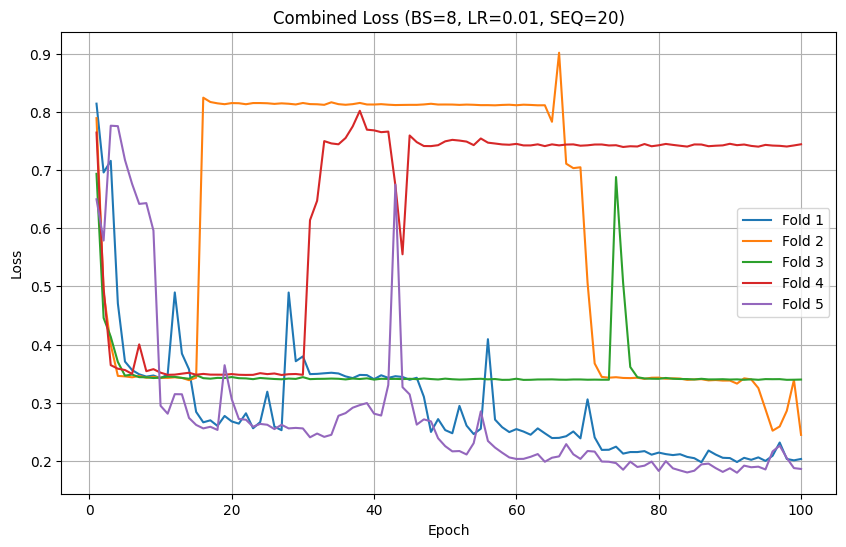 Combined Loss (BS=8, LR=0.01, SEQ=20)
Loss
0.9
0.8
0.7
0.6
0.5
0.4
0.3
0.2
Fold 1
Fold 2
Fold 3
Fold 4
Fold 5
0 20 40 60 80 100
Epoch